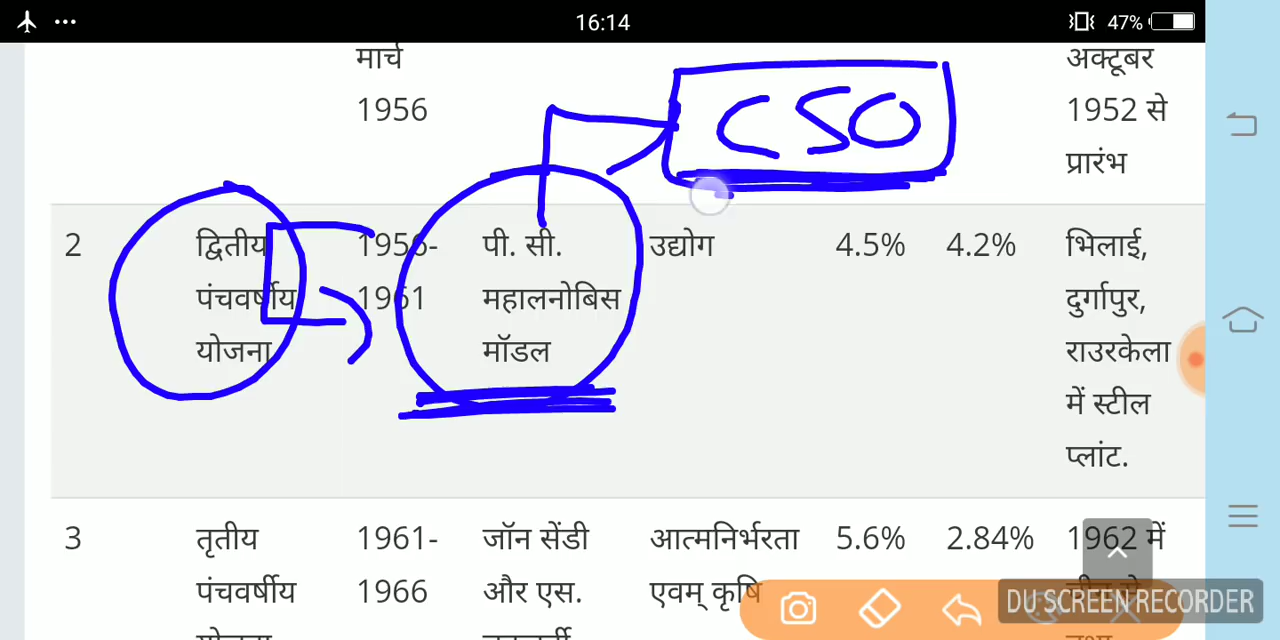 16:14
47%
मार्च
1956
अक्टूबर
1952 से
प्रारंभ
CSO
2 द्वितीय 1956- पी. सी. उद्योग 4.5% 4.2% भिलाई,
पंचवर्षीय 1961 महालनोबिस दुर्गापुर,
योजना मॉडल राउरकेला
में स्टील
प्लांट.
3 तृतीय 1961- जॉन सेंडी आत्मनिर्भरता 5.6% 2.84% 1962 में
पंचवर्षीय 1966 और एस. एवम् कृषि
DU SCREEN RECORDER